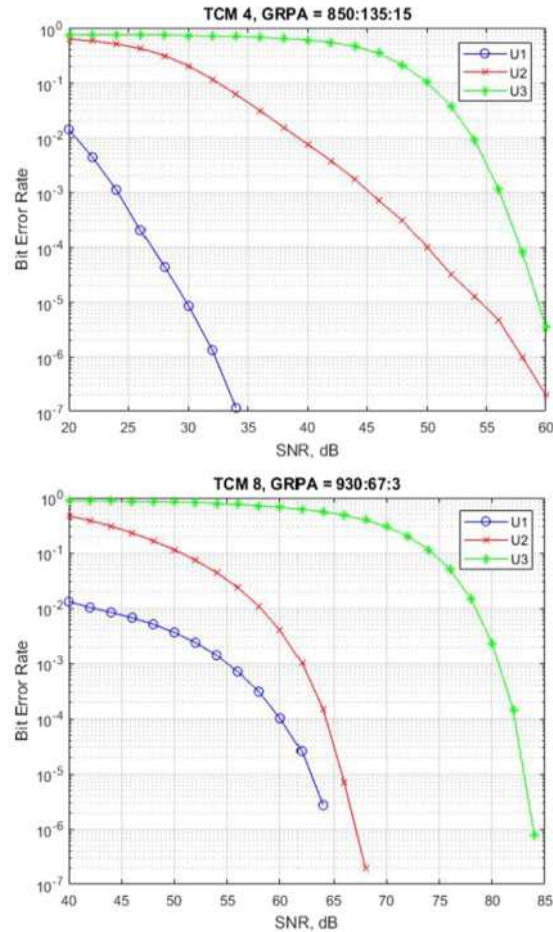 TCM 4, GRPA = 850:135:15
10^0
10^-1
10^-2
10^-3
10^-4
10^-5
10^-6
10^-7
Bit Error Rate
U1
U2
U3
20 25 30 35 40 45 50 55 60
SNR, dB
TCM 8, GRPA = 930:67:3
10^0
10^-1
10^-2
10^-3
10^-4
10^-5
10^-6
10^-7
Bit Error Rate
U1
U2
U3
40 45 50 55 60 65 70 75 80 85
SNR, dB